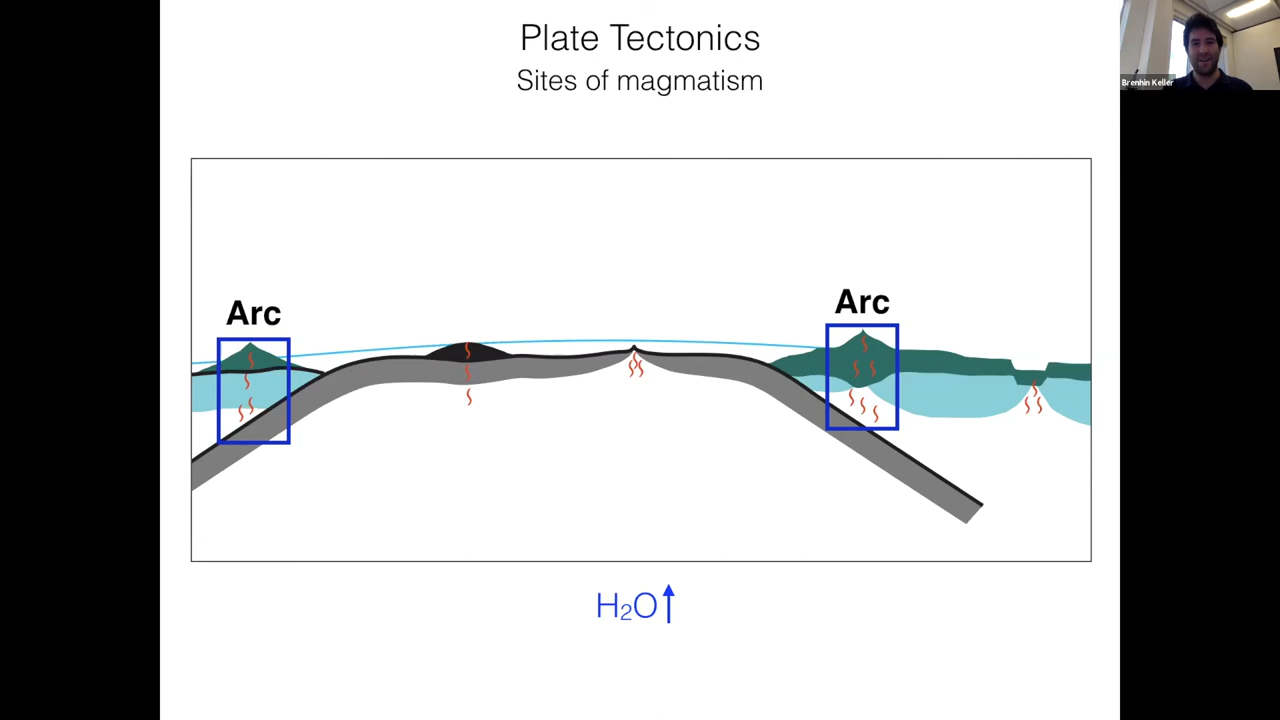 Plate Tectonics
Sites of magmatism
Brenhin Keller
Arc
Arc
H₂O↑